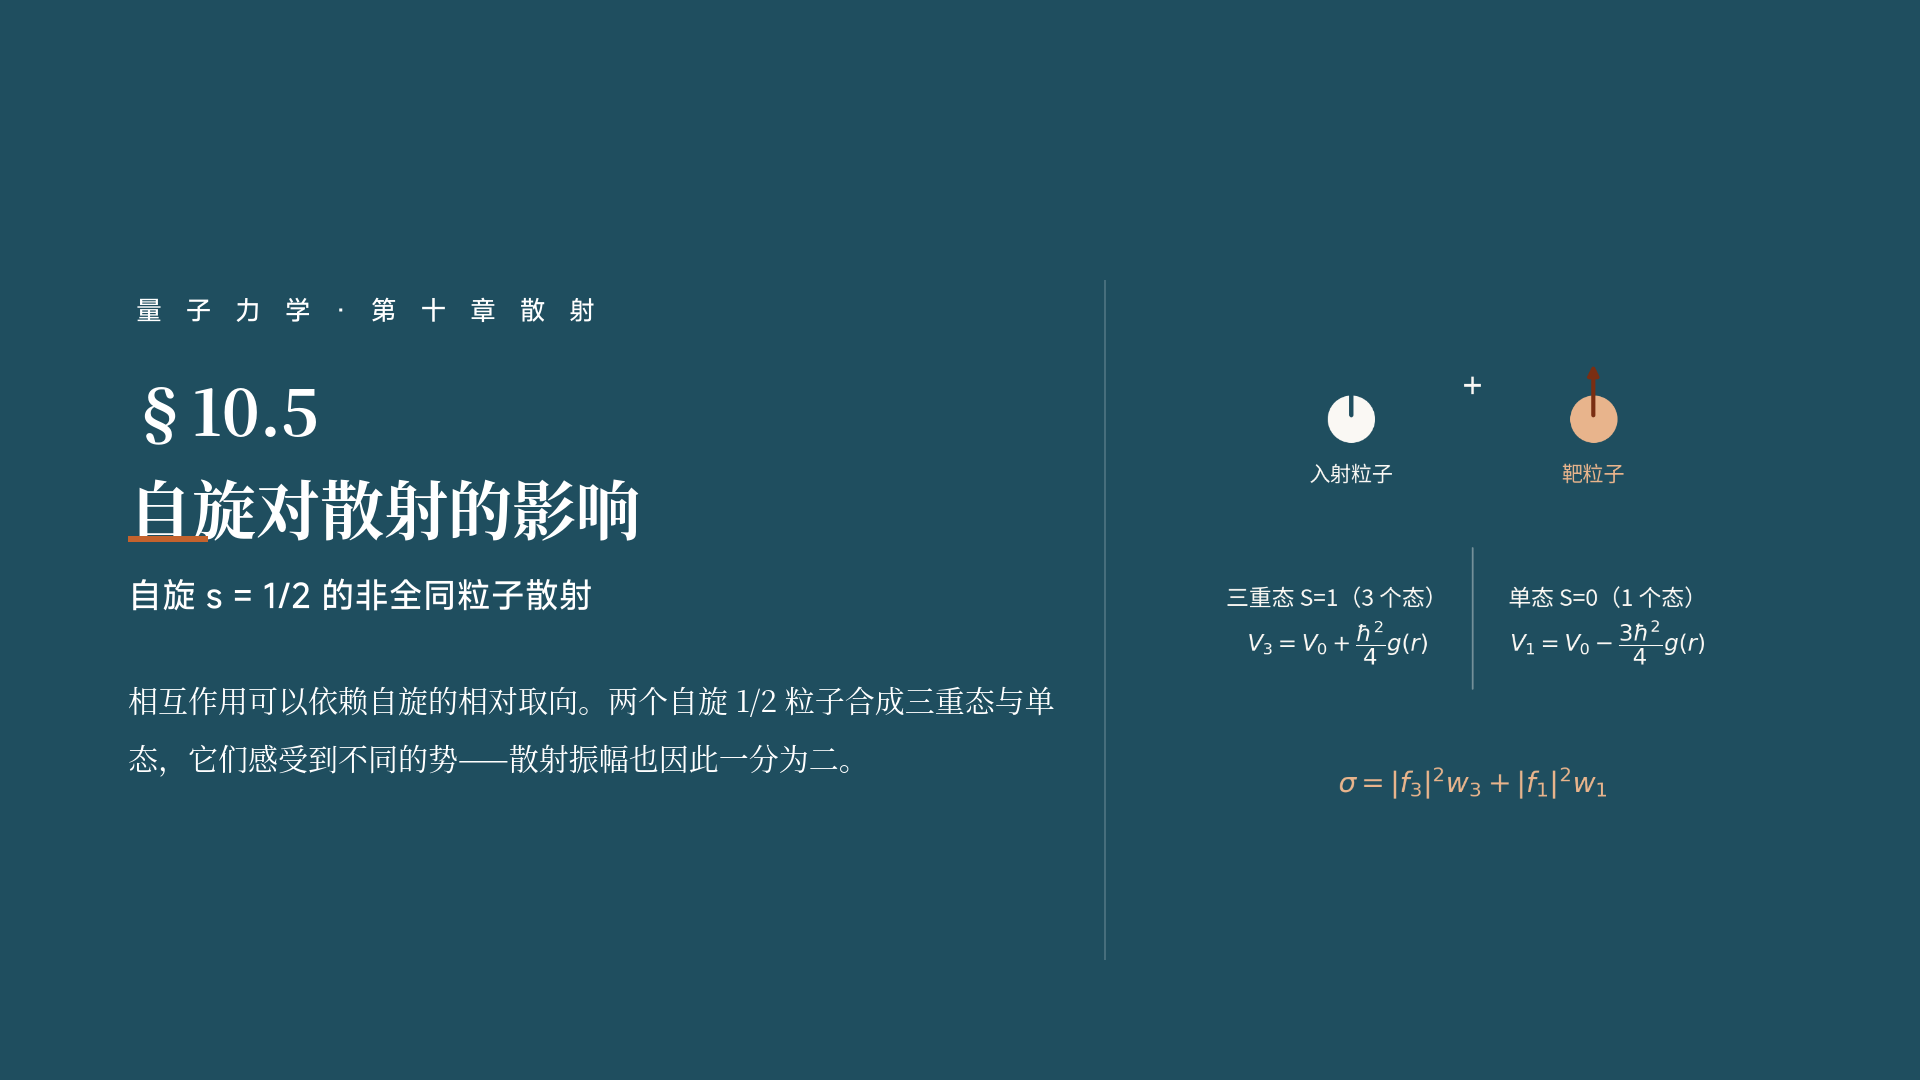 量子力学·第十章散射
§ 10.5
自旋对散射的影响
自旋 s = 1/2 的非全同粒子散射
相互作用可以依赖自旋的相对取向。两个自旋 1/2 粒子合成三重态与单
态，它们感受到不同的势——散射振幅也因此一分为二。
+
入射粒子
靶粒子
三重态 S=1（3 个态）
V₃ = V₀ + ħ²/4 g(r)
单态 S=0（1 个态）
V₁ = V₀ − 3ħ²/4 g(r)
σ = |f₃|²w₃ + |f₁|²w₁